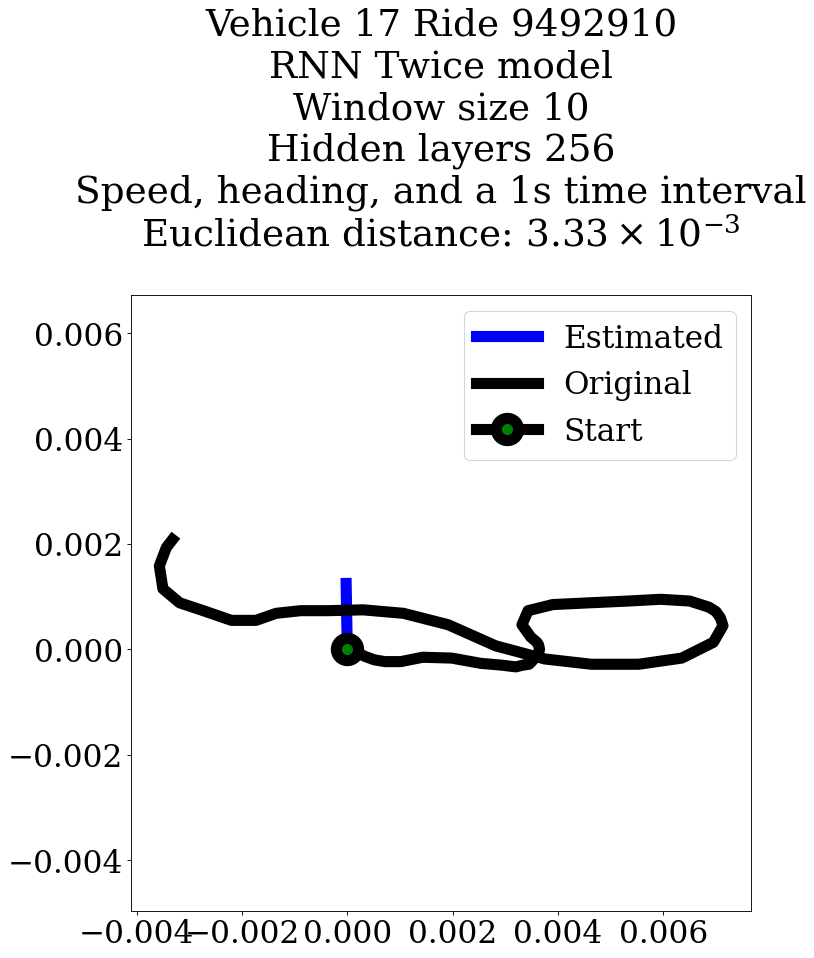 Vehicle 17 Ride 9492910
RNN Twice model
Window size 10
Hidden layers 256
Speed, heading, and a 1s time interval
Euclidean distance: 3.33 × 10⁻³
Estimated
Original
Start
0.006
0.004
0.002
0.000
−0.002
−0.004
−0.004 −0.002 0.000 0.002 0.004 0.006